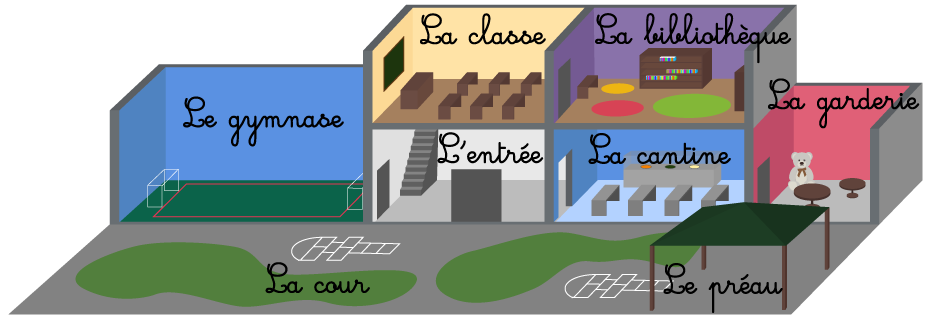 La classe
La bibliothèque
La garderie
Le gymnase
L'entrée
La cantine
La cour
Le préau